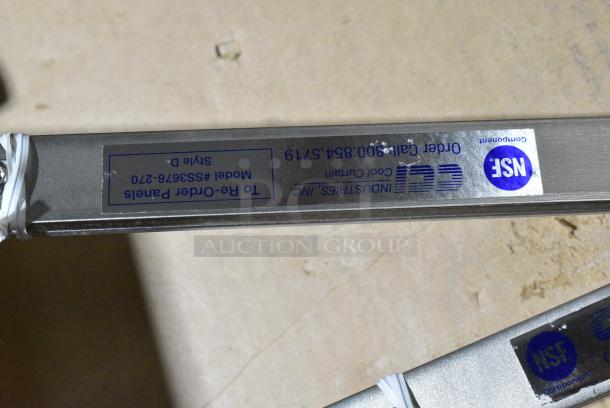 NSF.
Component
CCI
INDUSTRIES, INC.
Cool Curtain
Order Call: 800.854.5719
To Re-Order Panels
Model #SS3678-270
Style D
AUCTION GROUP
NSF.
Component